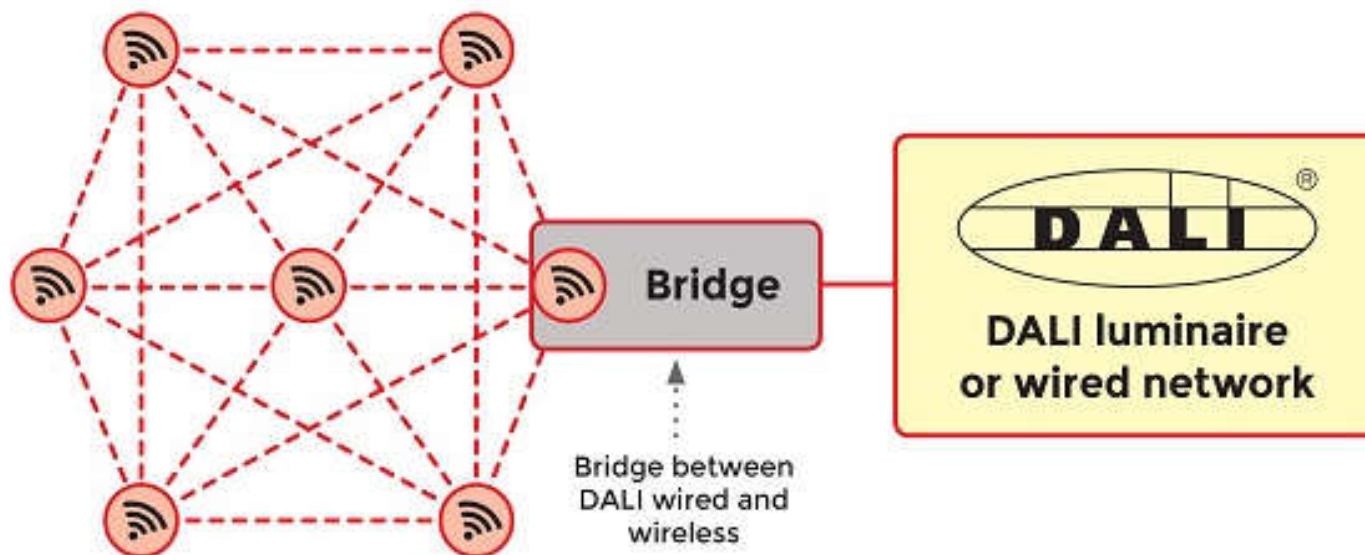 DALI ®
Bridge
DALI luminaire
or wired network
Bridge between
DALI wired and
wireless